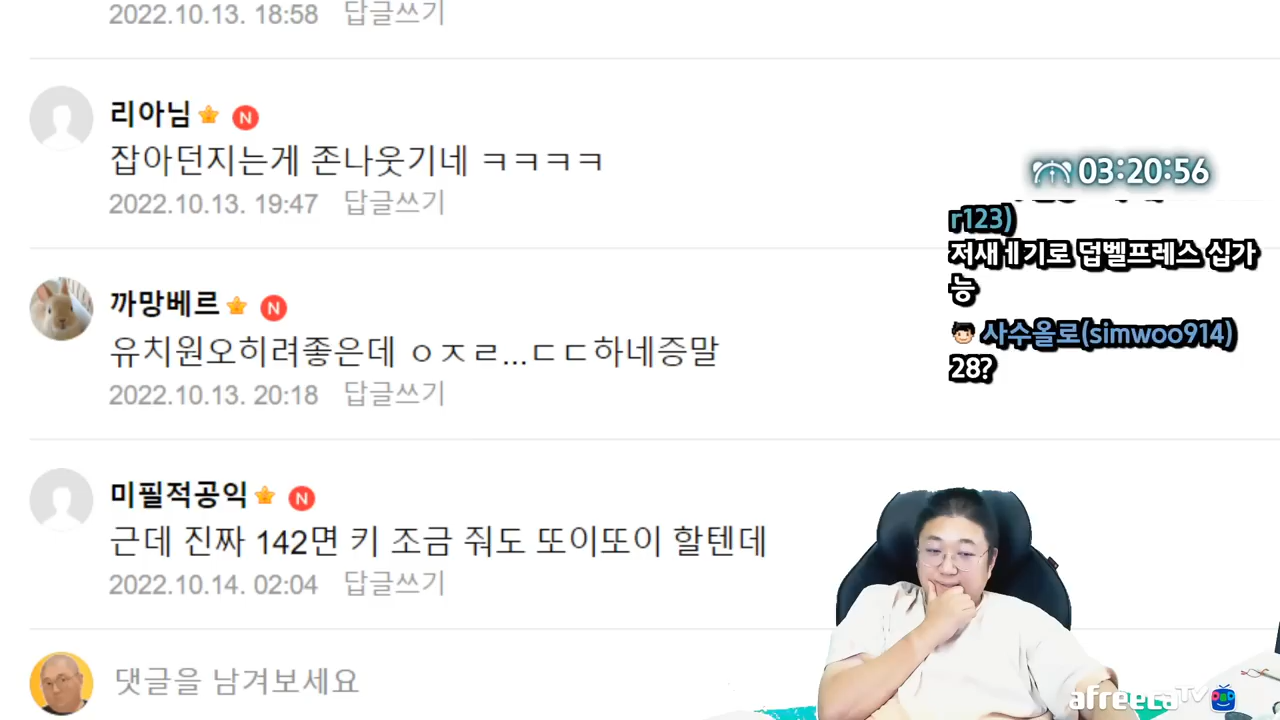 2022.10.13. 18:58 답글쓰기
리아님 N
잡아던지는게 존나웃기네 ㅋㅋㅋㅋ
2022.10.13. 19:47 답글쓰기
까망베르 N
유치원오히려좋은데 ㅇㅈㄹ...ㄷㄷ하네증말
2022.10.13. 20:18 답글쓰기
미필적공익 N
근데 진짜 142면 키 조금 줘도 또이또이 할텐데
2022.10.14. 02:04 답글쓰기
댓글을 남겨보세요
03:20:56
r123)
저새ㅔ기로 덤벨프레스 십가
능
사수올로(simwoo914)
28?
afreecaTV